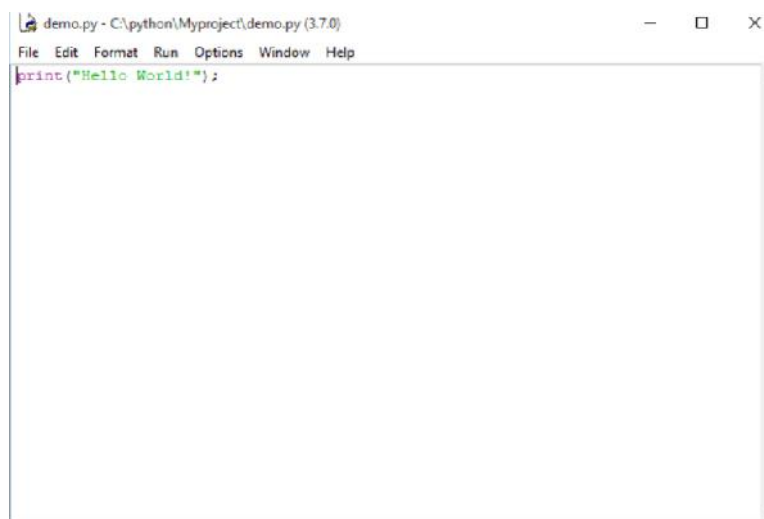 demo.py - C:\python\Myproject\demo.py (3.7.0)
File Edit Format Run Options Window Help
print("Hello World!");